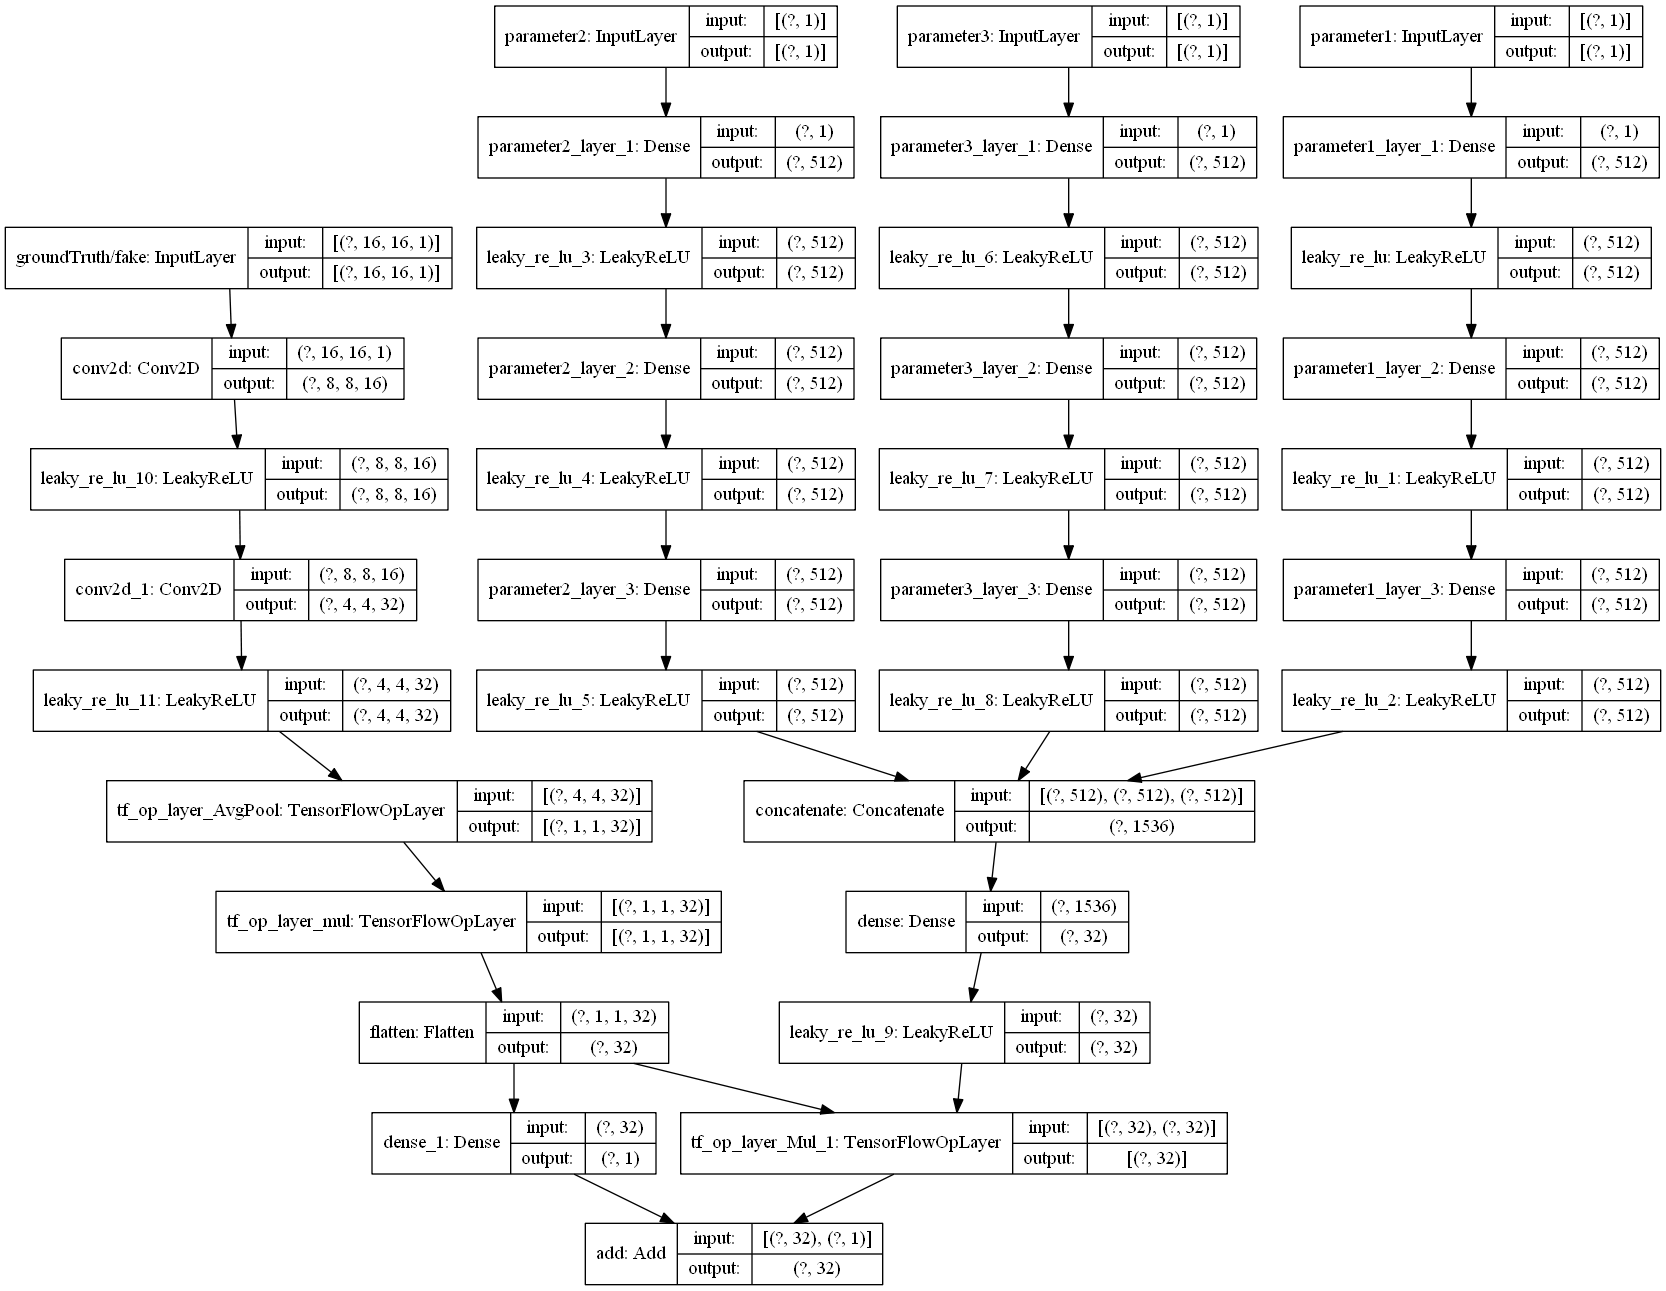 parameter2: InputLayer
input: [(?, 1)]
output: [(?, 1)]
parameter3: InputLayer
input: [(?, 1)]
output: [(?, 1)]
parameter1: InputLayer
input: [(?, 1)]
output: [(?, 1)]
parameter2_layer_1: Dense
input: (?, 1)
output: (?, 512)
parameter3_layer_1: Dense
input: (?, 1)
output: (?, 512)
parameter1_layer_1: Dense
input: (?, 1)
output: (?, 512)
groundTruth/fake: InputLayer
input: [(?, 16, 16, 1)]
output: [(?, 16, 16, 1)]
leaky_re_lu_3: LeakyReLU
input: (?, 512)
output: (?, 512)
leaky_re_lu_6: LeakyReLU
input: (?, 512)
output: (?, 512)
leaky_re_lu: LeakyReLU
input: (?, 512)
output: (?, 512)
conv2d: Conv2D
input: (?, 16, 16, 1)
output: (?, 8, 8, 16)
parameter2_layer_2: Dense
input: (?, 512)
output: (?, 512)
parameter3_layer_2: Dense
input: (?, 512)
output: (?, 512)
parameter1_layer_2: Dense
input: (?, 512)
output: (?, 512)
leaky_re_lu_10: LeakyReLU
input: (?, 8, 8, 16)
output: (?, 8, 8, 16)
leaky_re_lu_4: LeakyReLU
input: (?, 512)
output: (?, 512)
leaky_re_lu_7: LeakyReLU
input: (?, 512)
output: (?, 512)
leaky_re_lu_1: LeakyReLU
input: (?, 512)
output: (?, 512)
conv2d_1: Conv2D
input: (?, 8, 8, 16)
output: (?, 4, 4, 32)
parameter2_layer_3: Dense
input: (?, 512)
output: (?, 512)
parameter3_layer_3: Dense
input: (?, 512)
output: (?, 512)
parameter1_layer_3: Dense
input: (?, 512)
output: (?, 512)
leaky_re_lu_11: LeakyReLU
input: (?, 4, 4, 32)
output: (?, 4, 4, 32)
leaky_re_lu_5: LeakyReLU
input: (?, 512)
output: (?, 512)
leaky_re_lu_8: LeakyReLU
input: (?, 512)
output: (?, 512)
leaky_re_lu_2: LeakyReLU
input: (?, 512)
output: (?, 512)
tf_op_layer_AvgPool: TensorFlowOpLayer
input: [(?, 4, 4, 32)]
output: [(?, 1, 1, 32)]
concatenate: Concatenate
input: [(?, 512), (?, 512), (?, 512)]
output: (?, 1536)
tf_op_layer_mul: TensorFlowOpLayer
input: [(?, 1, 1, 32)]
output: [(?, 1, 1, 32)]
dense: Dense
input: (?, 1536)
output: (?, 32)
flatten: Flatten
input: (?, 1, 1, 32)
output: (?, 32)
leaky_re_lu_9: LeakyReLU
input: (?, 32)
output: (?, 32)
dense_1: Dense
input: (?, 32)
output: (?, 1)
tf_op_layer_Mul_1: TensorFlowOpLayer
input: [(?, 32), (?, 32)]
output: [(?, 32)]
add: Add
input: [(?, 32), (?, 1)]
output: (?, 32)